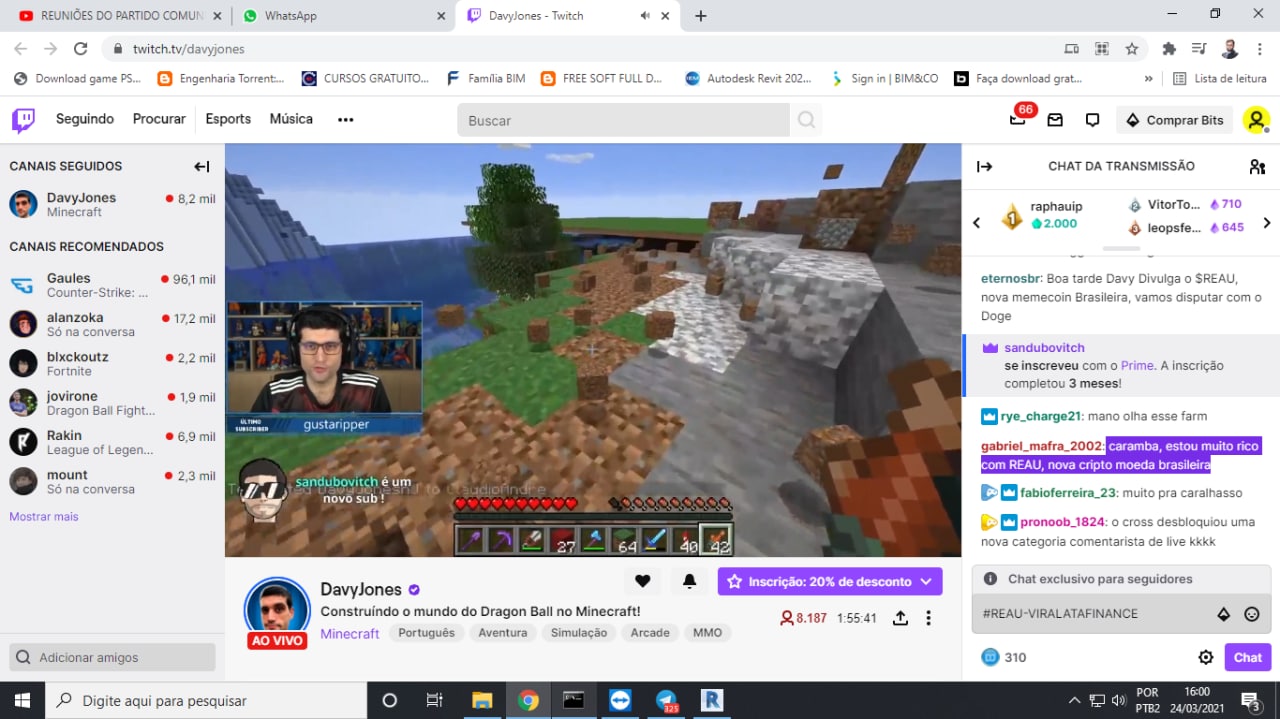 REUNIÕES DO PARTIDO COMUN
WhatsApp
DavyJones - Twitch
twitch.tv/davyjones
Download game PS...
Engenharia Torrent:...
CURSOS GRATUITO...
Família BIM
FREE SOFT FULL D...
Autodesk Revit 202...
Sign in | BIM&CO
Faça download grat...
»
Lista de leitura
Seguindo
Procurar
Esports
Música
Buscar
66
Comprar Bits
CANAIS SEGUIDOS
DavyJones
8,2 mil
Minecraft
CANAIS RECOMENDADOS
Gaules
96,1 mil
Counter-Strike: ...
alanzoka
17,2 mil
Só na conversa
blxckoutz
2,2 mil
Fortnite
jovirone
1,9 mil
Dragon Ball Fight...
Rakin
6,9 mil
League of Legen...
mount
2,3 mil
Só na conversa
Mostrar mais
Adicionar amigos
ÚLTIMO
SUBSCRIBER
gustaripper
sandubovitch é um
novo sub !
to ClaudioAndre
27
64
40
42
DavyJones
Construíndo o mundo do Dragon Ball no Minecraft!
Minecraft
Português
Aventura
Simulação
Arcade
MMO
AO VIVO
Inscrição: 20% de desconto
8.187
1:55:41
CHAT DA TRANSMISSÃO
1
raphauip
2.000
2
VitorTo...
710
3
leopsfe...
645
eternosbr: Boa tarde Davy Divulga o $REAU,
nova memecoin Brasileira, vamos disputar com o
Doge
sandubovitch
se inscreveu com o Prime. A inscrição
completou 3 meses!
rye_charge21: mano olha esse farm
gabriel_mafra_2002: caramba, estou muito rico
com REAU, nova cripto moeda brasileira
fabioferreira_23: muito pra caralhasso
pronoob_1824: o cross desbloquiou uma
nova categoria comentarista de live kkkk
Chat exclusivo para seguidores
#REAU-VIRALATAFINANCE
310
Chat
Digite aqui para pesquisar
325
R
POR
PTB2
16:00
24/03/2021
3